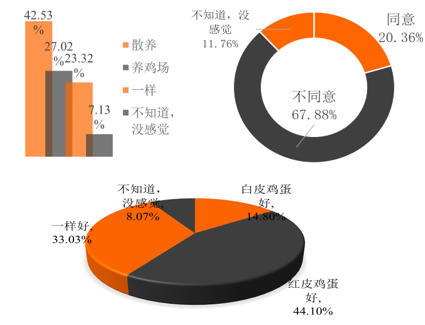 42.53
%
27.02
%
23.32
%
7.13
%
散养
养鸡场
一样
不知道，
没感觉
不知道，没
感觉
11.76%
同意
20.36%
不同意
67.88%
不知道，
没感觉,
8.07%
白皮鸡蛋
好,
14.80%
一样好,
33.03%
红皮鸡蛋
好,
44.10%